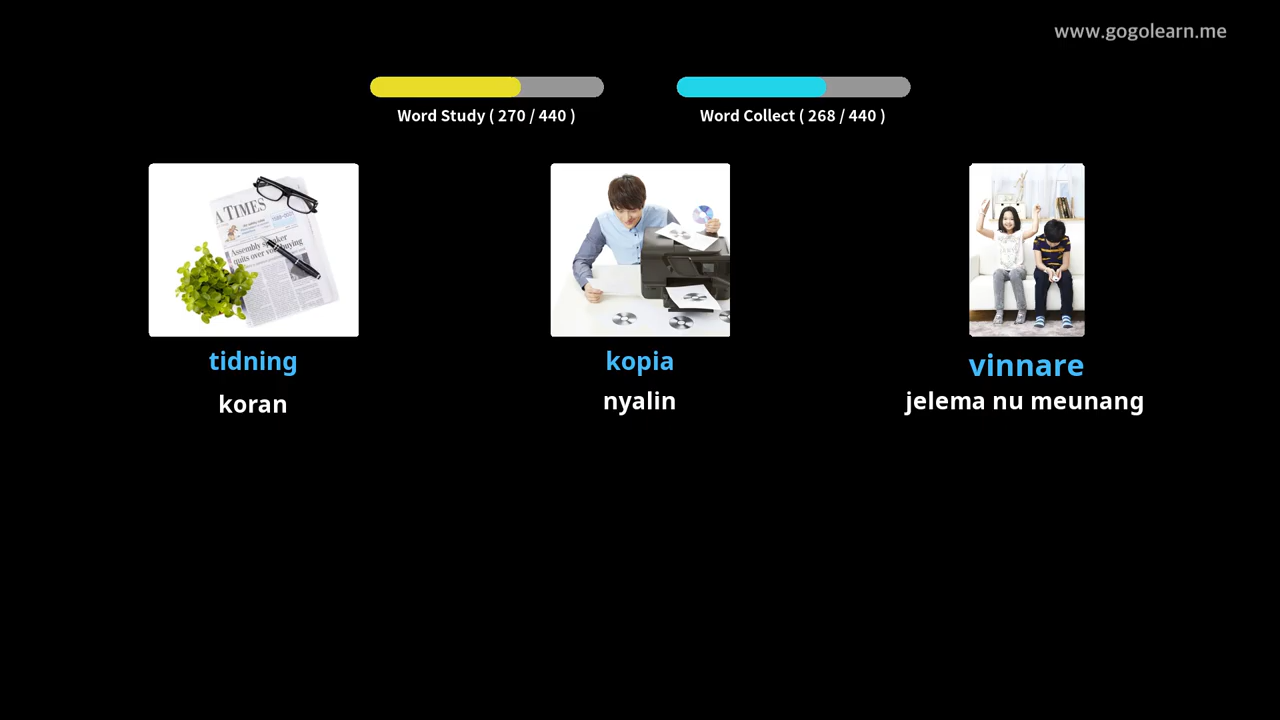 www.gogolearn.me
Word Study ( 270 / 440 )
Word Collect ( 268 / 440 )
A TIMES
tidning
kopia
vinnare
koran
nyalin
jelema nu meunang